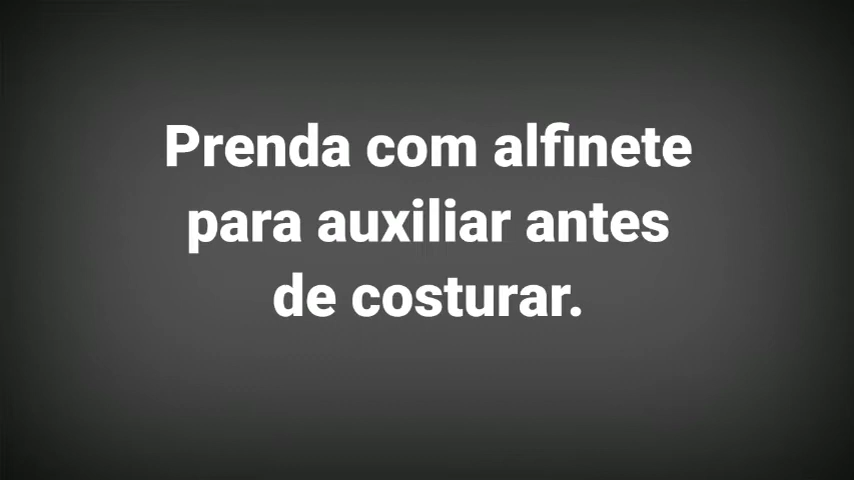 Prenda com alfinete
para auxiliar antes
de costurar.